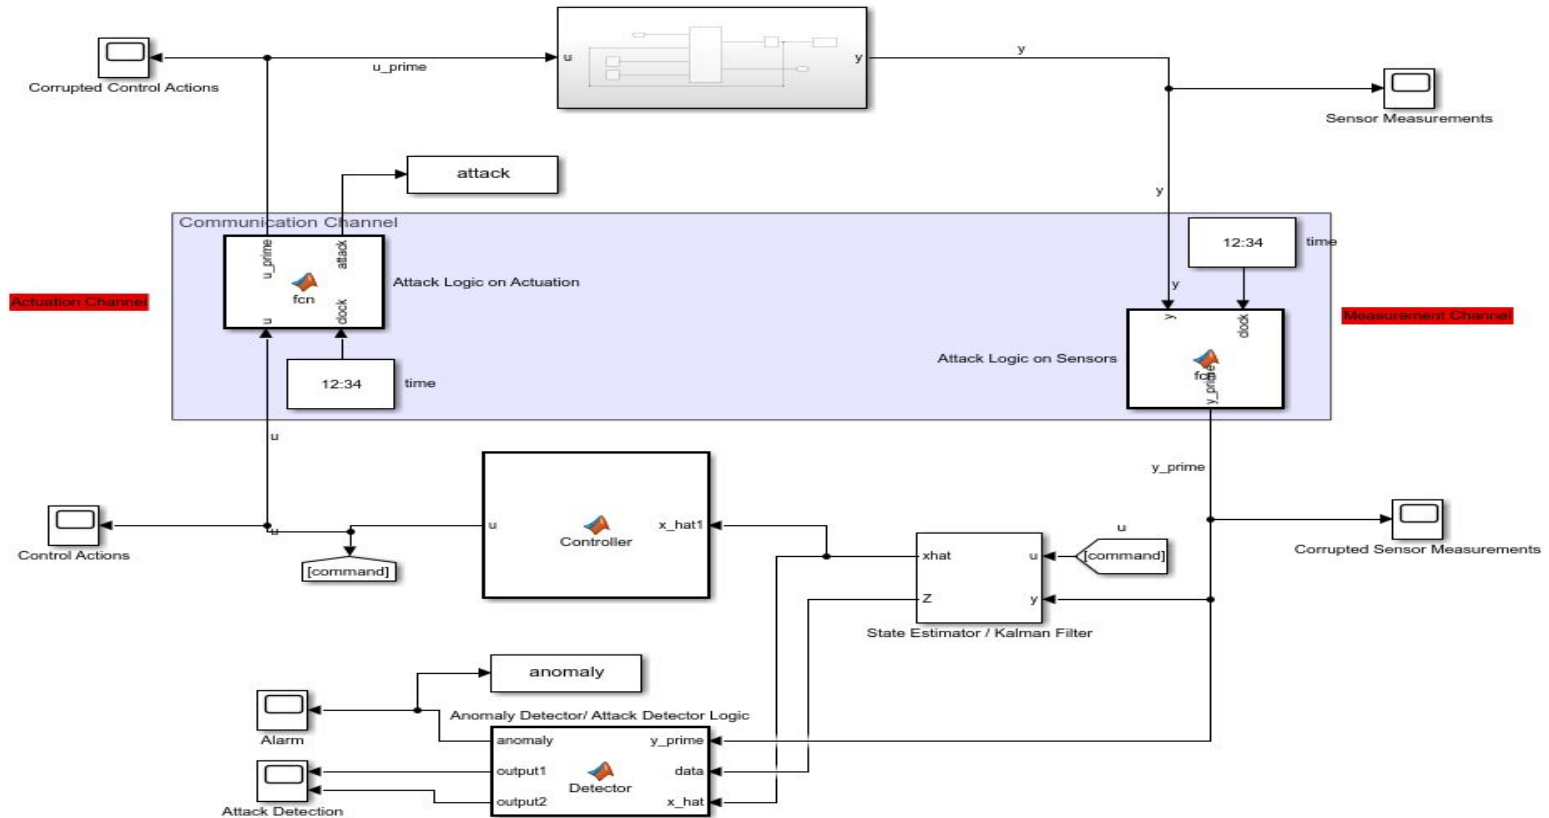 u
y
u_prime
y
Corrupted Control Actions
Sensor Measurements
attack
y
Communication Channel
u_prime
attack
fcn
u
clock
Attack Logic on Actuation
Actuation Channel
12:34
time
12:34
time
y
y
clock
fcn
y_prime
Attack Logic on Sensors
Measurement Channel
u
y_prime
u
Control Actions
[command]
u
Controller
x_hat1
xhat
Z
u
y
State Estimator / Kalman Filter
u
[command]
Corrupted Sensor Measurements
anomaly
Alarm
Anomaly Detector/ Attack Detector Logic
anomaly
output1
output2
Detector
y_prime
data
x_hat
Attack Detection